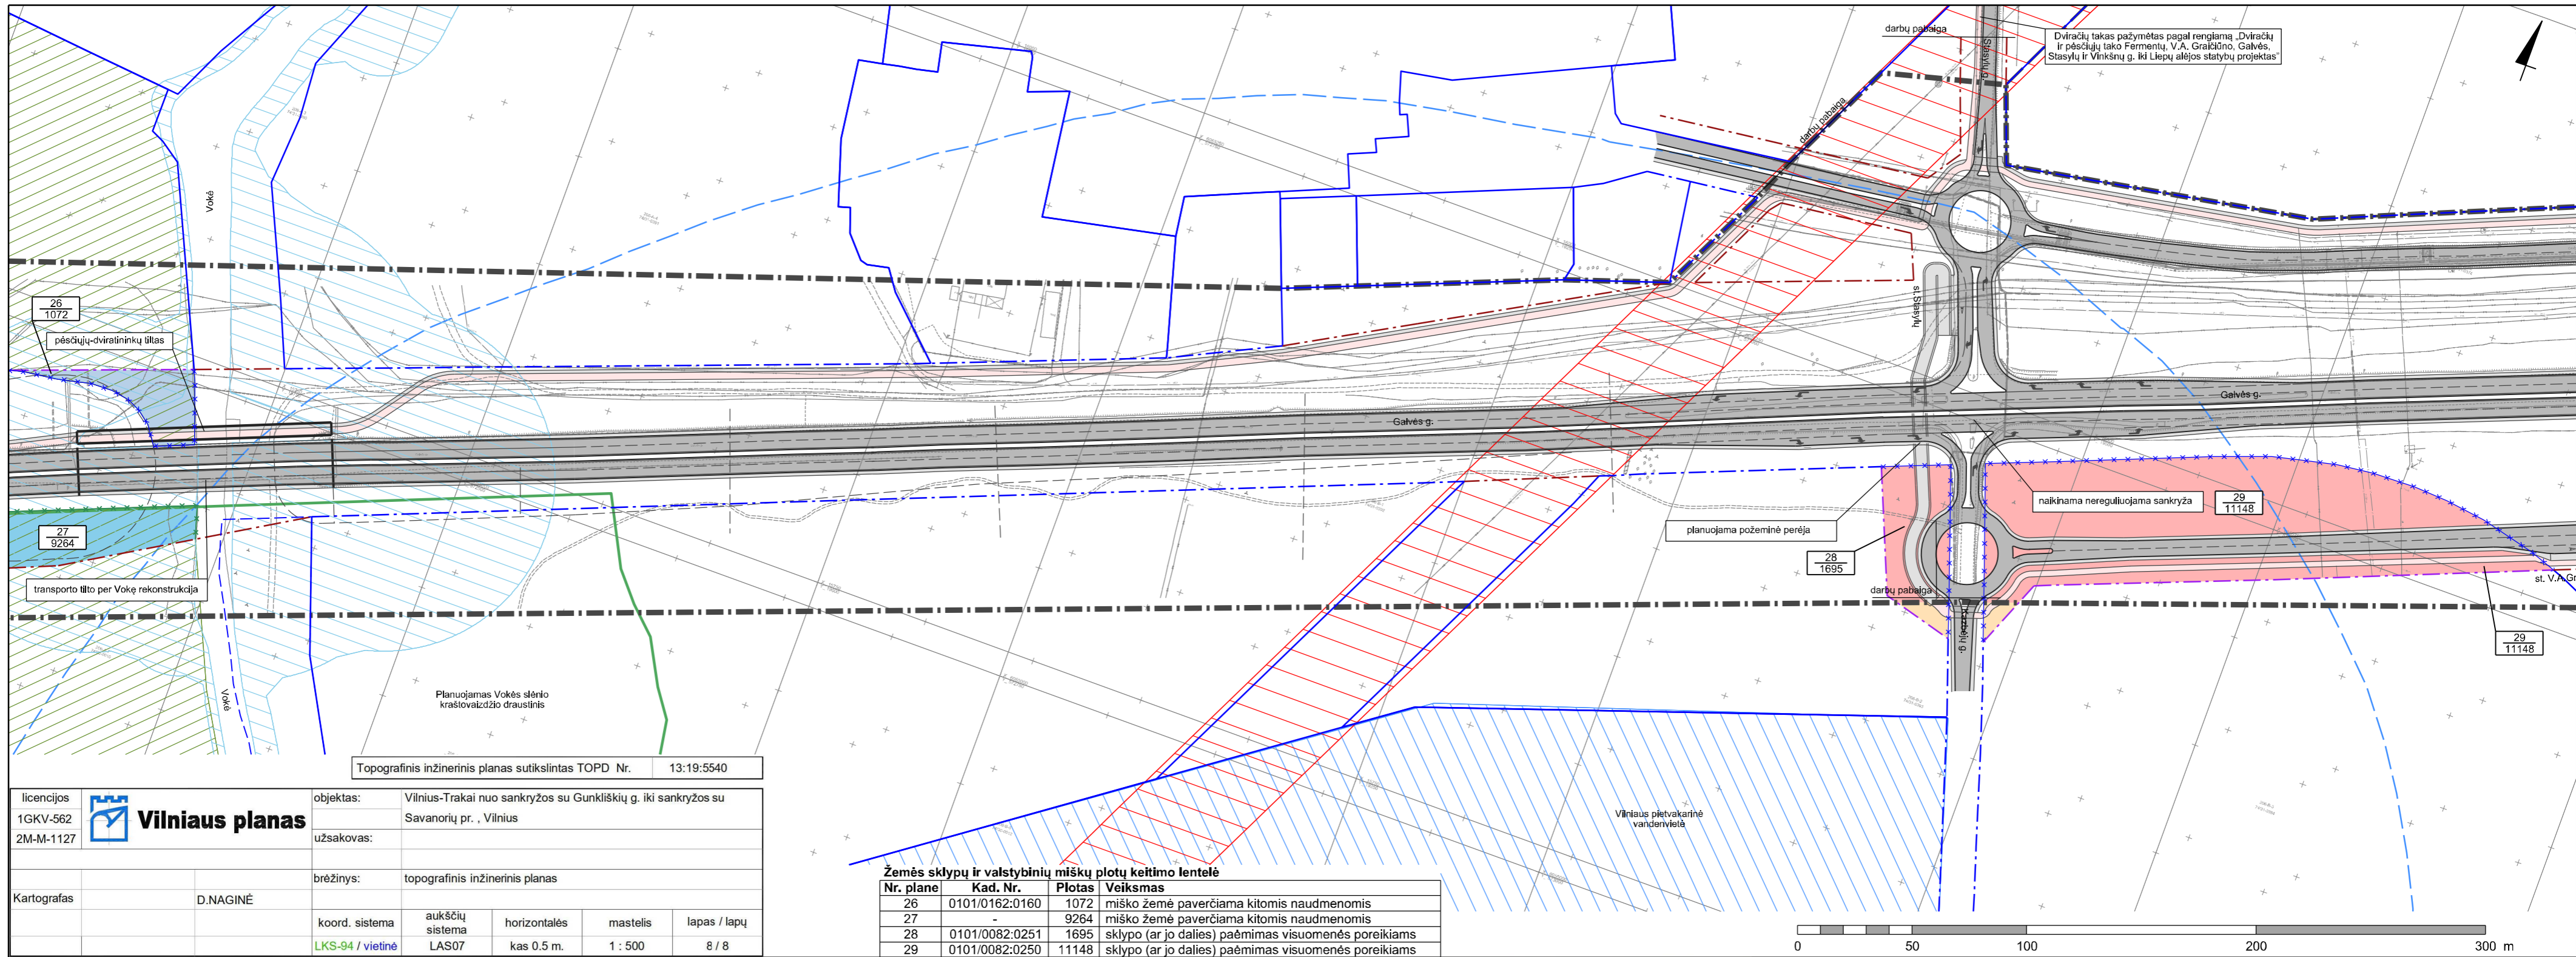 darbų pabaiga
Stasylų g.
Dviračių takas pažymėtas pagal rengiamą „Dviračių
ir pėsčiųjų tako Fermentų, V.A. Graičiūno, Galvės,
Stasylų ir Vinkšnų g. iki Liepų alėjos statybų projektas"
darbų pabaiga
Vokė
26
1072
pėsčiųjų-dviratininkų tiltas
st.Stasylų
Galvės g.
Galvės g.
27
9264
transporto tilto per Vokę rekonstrukcija
planuojama požeminė perėja
naikinama nereguliuojama sankryža
29
11148
28
1695
darbų pabaiga
st. V.A.Gr
29
11148
Vokė
Planuojamas Vokės slėnio
kraštovaizdžio draustinis
Vilniaus pietvakarinė
vandenvietė
Topografinis inžinerinis planas sutikslintas TOPD Nr. 13:19:5540
licencijos
1GKV-562
2M-M-1127
Vilniaus planas
objektas: Vilnius-Trakai nuo sankryžos su Gunkliškių g. iki sankryžos su
Savanorių pr. , Vilnius
užsakovas:
brėžinys: topografinis inžinerinis planas
Kartografas D.NAGINĖ
koord. sistema aukščių sistema horizontalės mastelis lapas / lapų
LKS-94 / vietinė LAS07 kas 0.5 m. 1 : 500 8 / 8
Žemės sklypų ir valstybinių miškų plotų keitimo lentelė
Nr. plane Kad. Nr. Plotas Veiksmas
26 0101/0162:0160 1072 miško žemė paverčiama kitomis naudmenomis
27 - 9264 miško žemė paverčiama kitomis naudmenomis
28 0101/0082:0251 1695 sklypo (ar jo dalies) paėmimas visuomenės poreikiams
29 0101/0082:0250 11148 sklypo (ar jo dalies) paėmimas visuomenės poreikiams
0 50 100 200 300 m